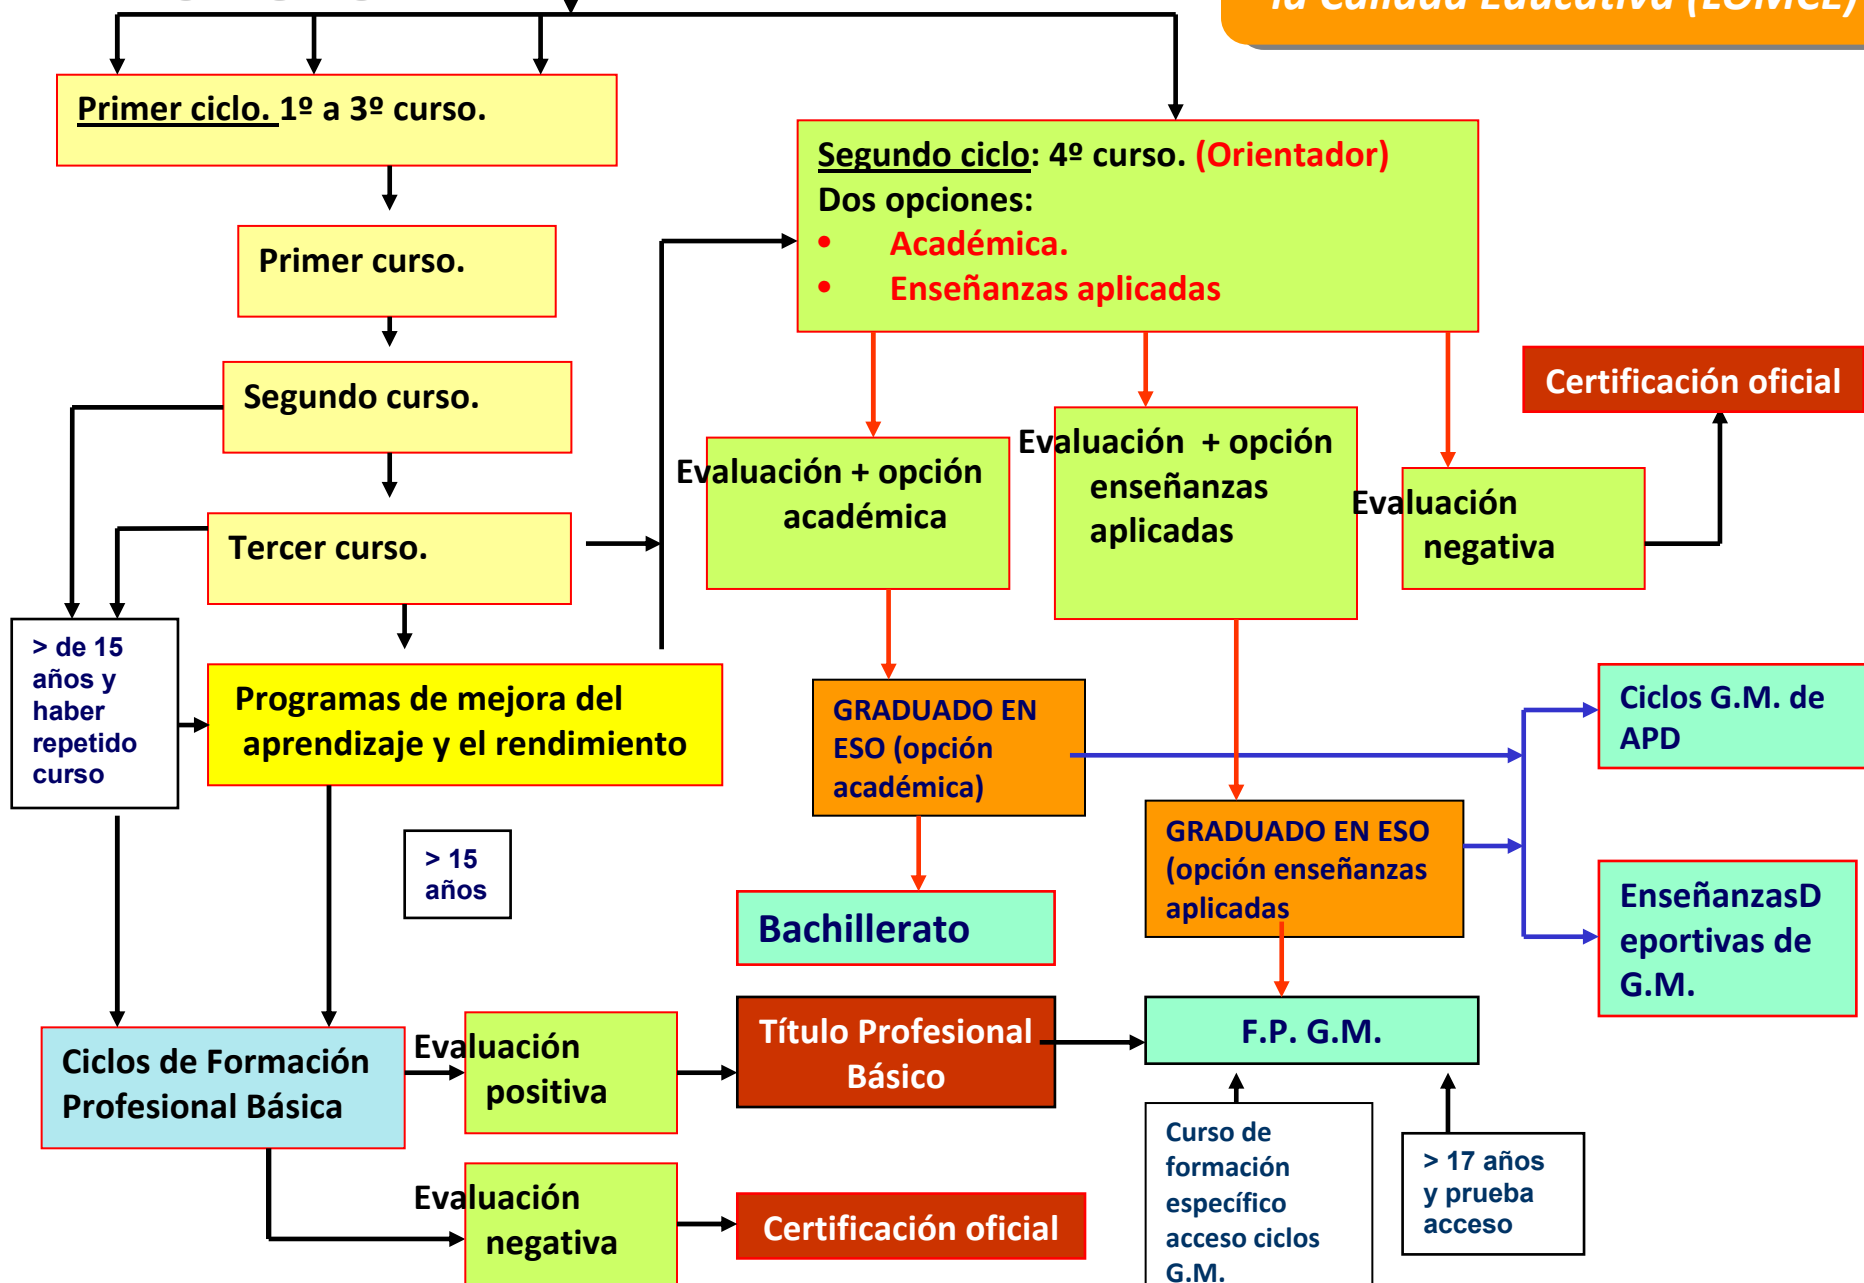 la Calidad Educativa (LOMCE)
Primer ciclo. 1º a 3º curso.
Segundo ciclo: 4º curso. (Orientador)
Dos opciones:
• Académica.
• Enseñanzas aplicadas
Primer curso.
Segundo curso.
Tercer curso.
Certificación oficial
Evaluación + opción
académica
Evaluación + opción
enseñanzas
aplicadas
Evaluación
negativa
> de 15
años y
haber
repetido
curso
Programas de mejora del
aprendizaje y el rendimiento
> 15
años
GRADUADO EN
ESO (opción
académica)
GRADUADO EN ESO
(opción enseñanzas
aplicadas
Ciclos G.M. de
APD
EnseñanzasD
eportivas de
G.M.
Bachillerato
Ciclos de Formación
Profesional Básica
Evaluación
positiva
Título Profesional
Básico
F.P. G.M.
Evaluación
negativa
Certificación oficial
Curso de
formación
específico
acceso ciclos
G.M.
> 17 años
y prueba
acceso